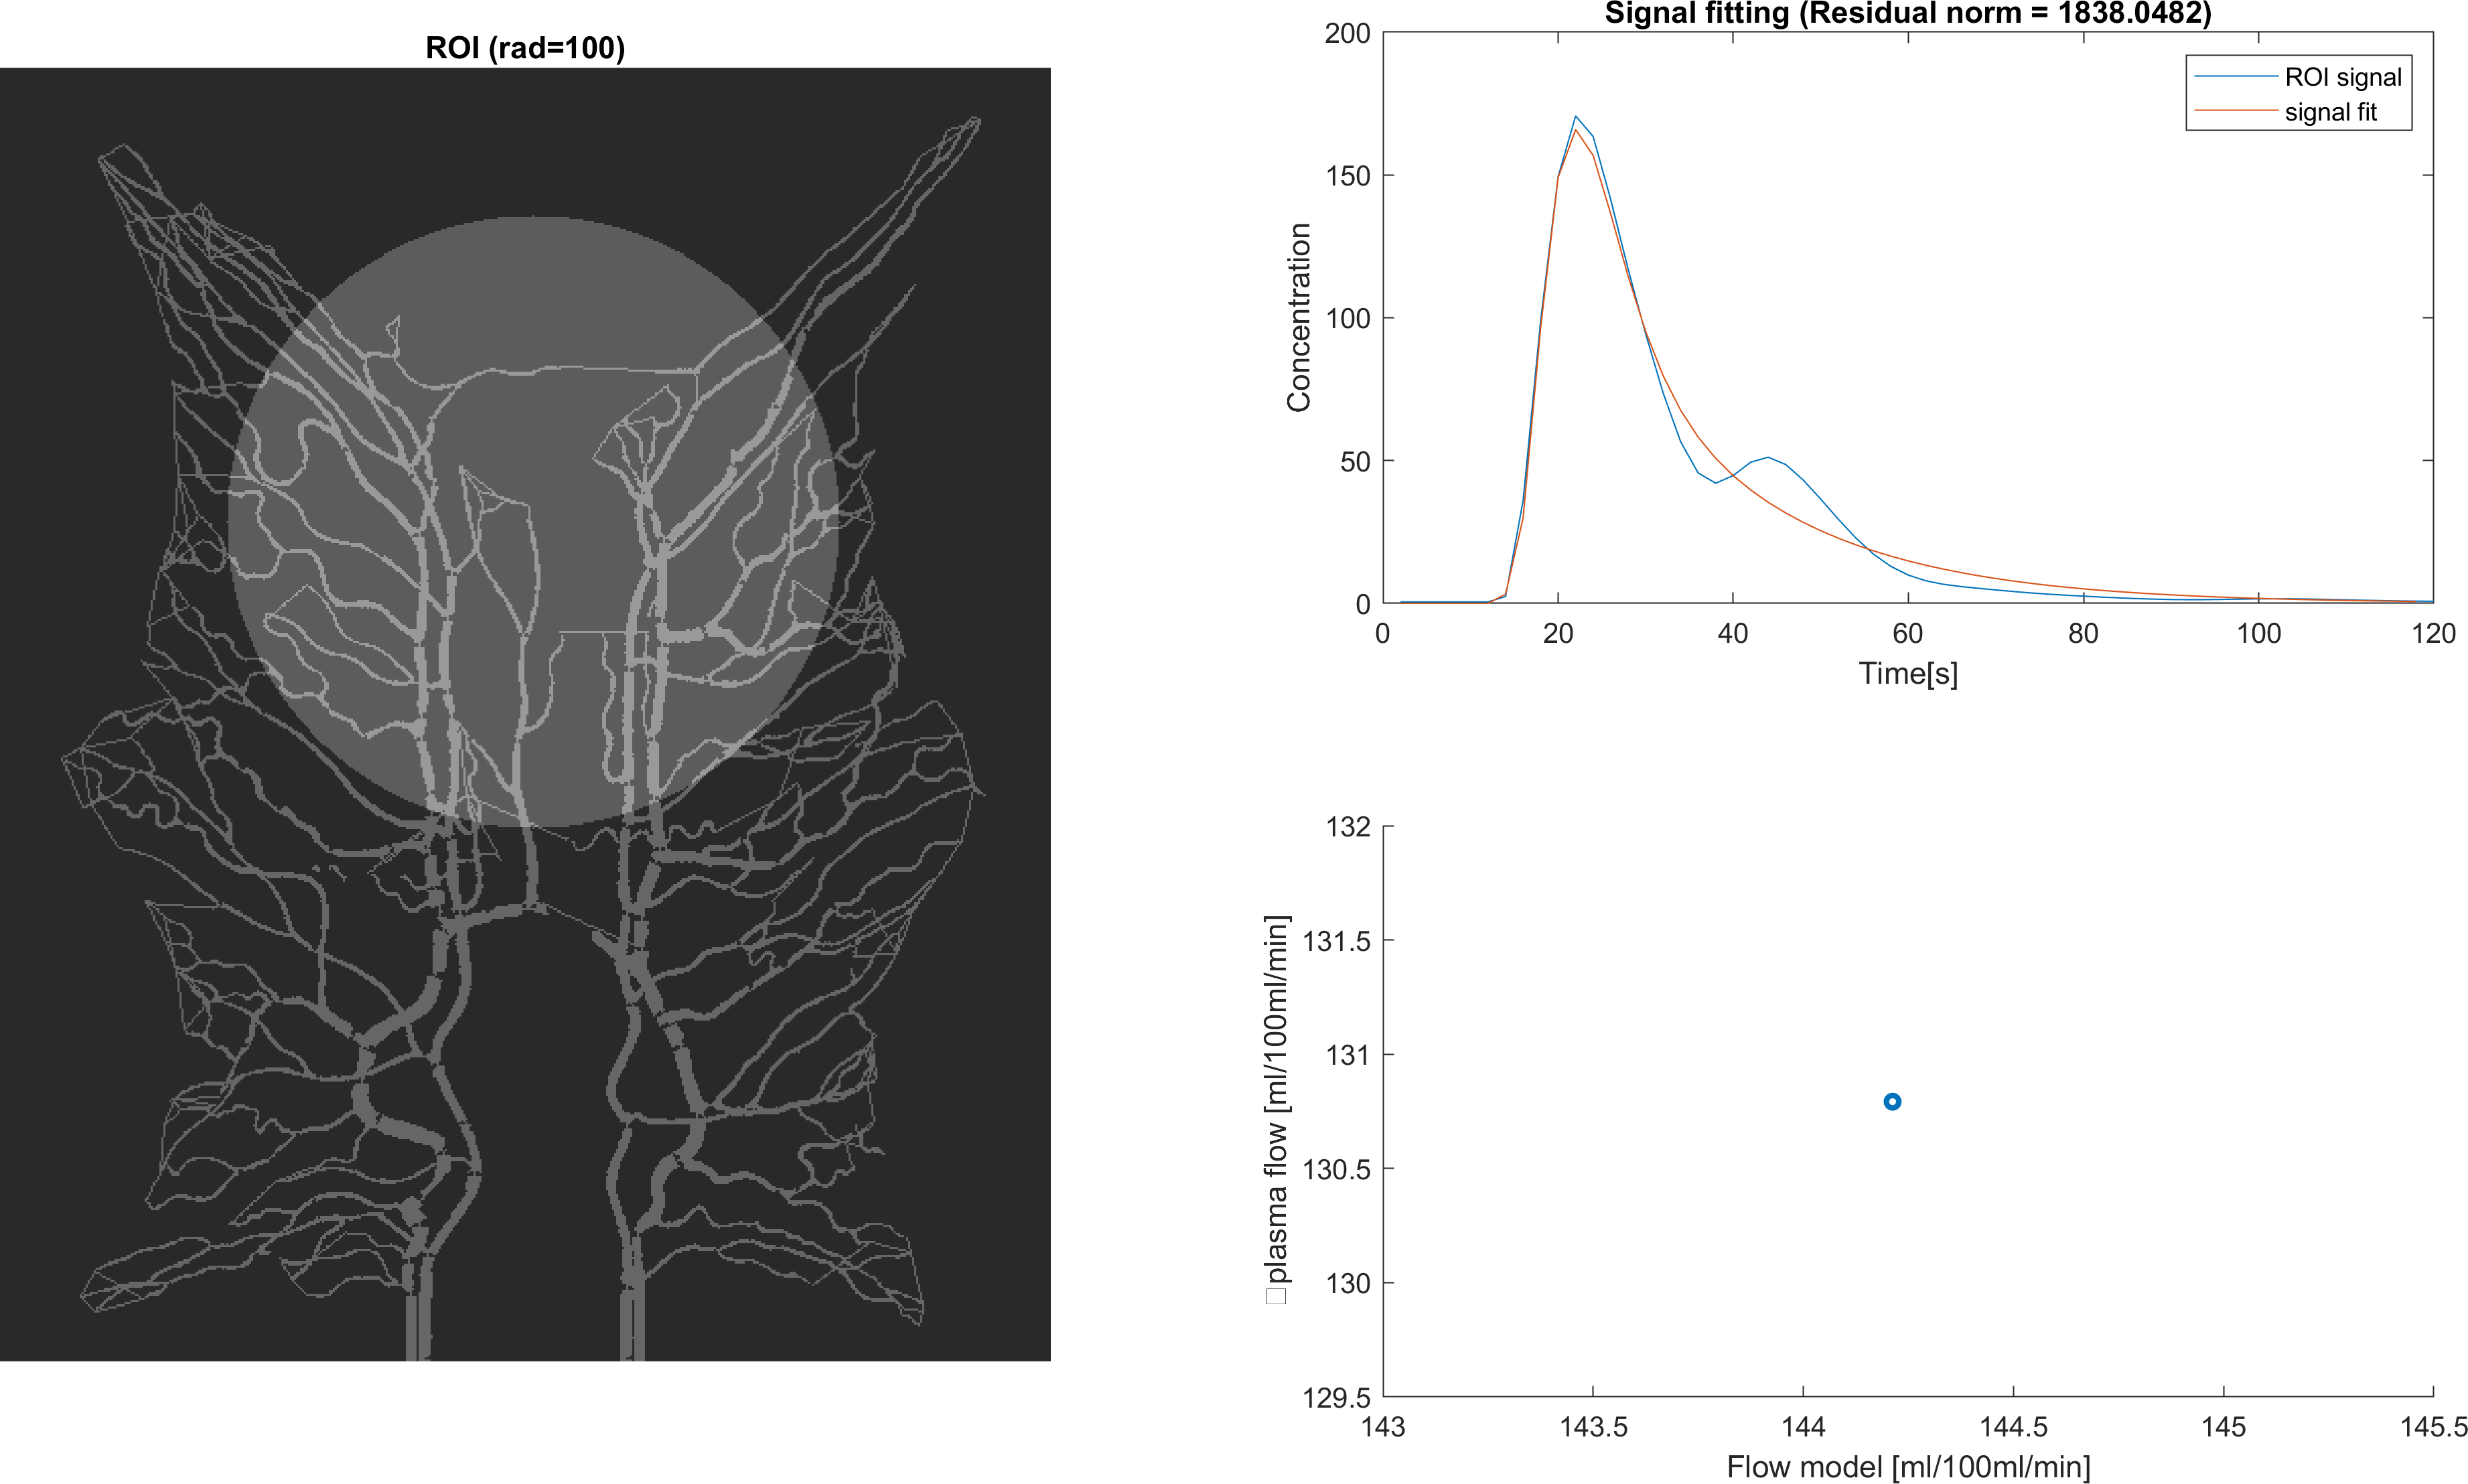 ROI (rad=100)
Signal fitting (Residual norm = 1838.0482)
200
150
100
50
0
Concentration
ROI signal
signal fit
0 20 40 60 80 100 120
Time[s]
132
131.5
131
130.5
130
129.5
□plasma flow [ml/100ml/min]
143 143.5 144 144.5 145 145.5
Flow model [ml/100ml/min]